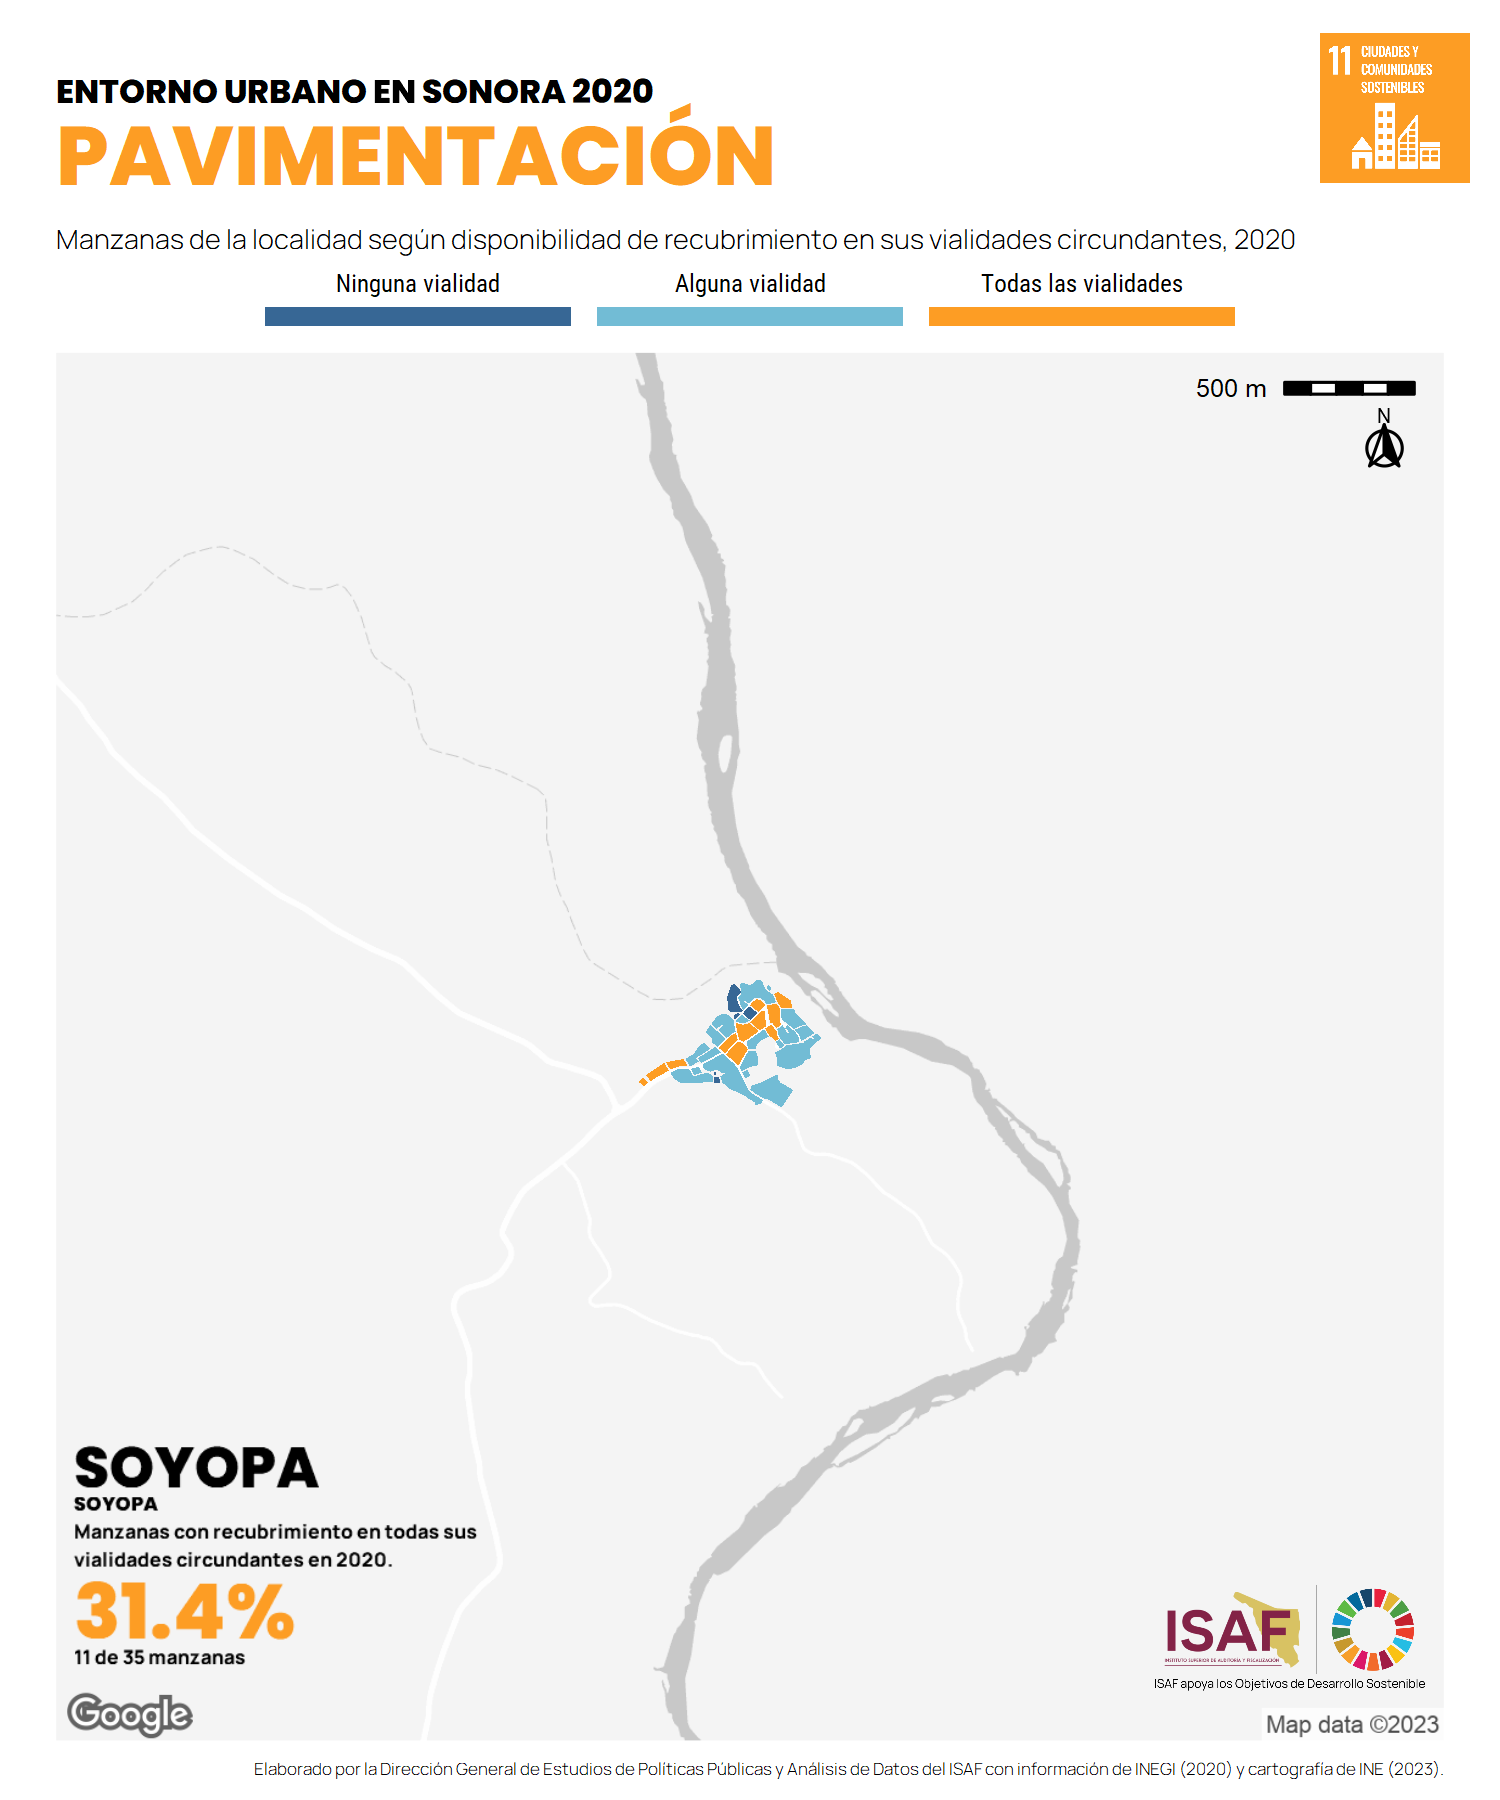 11 CIUDADES Y
COMUNIDADES
SOSTENIBLES
ENTORNO URBANO EN SONORA 2020
PAVIMENTACIÓN
Manzanas de la localidad según disponibilidad de recubrimiento en sus vialidades circundantes, 2020
Ninguna vialidad
Alguna vialidad
Todas las vialidades
500 m
N
SOYOPA
SOYOPA
Manzanas con recubrimiento en todas sus
vialidades circundantes en 2020.
31.4%
11 de 35 manzanas
Google
ISAF
INSTITUTO SUPERIOR DE AUDITORÍA Y FISCALIZACIÓN
ISAF apoya los Objetivos de Desarrollo Sostenible
Map data ©2023
Elaborado por la Dirección General de Estudios de Políticas Públicas y Análisis de Datos del ISAF con información de INEGI (2020) y cartografía de INE (2023).